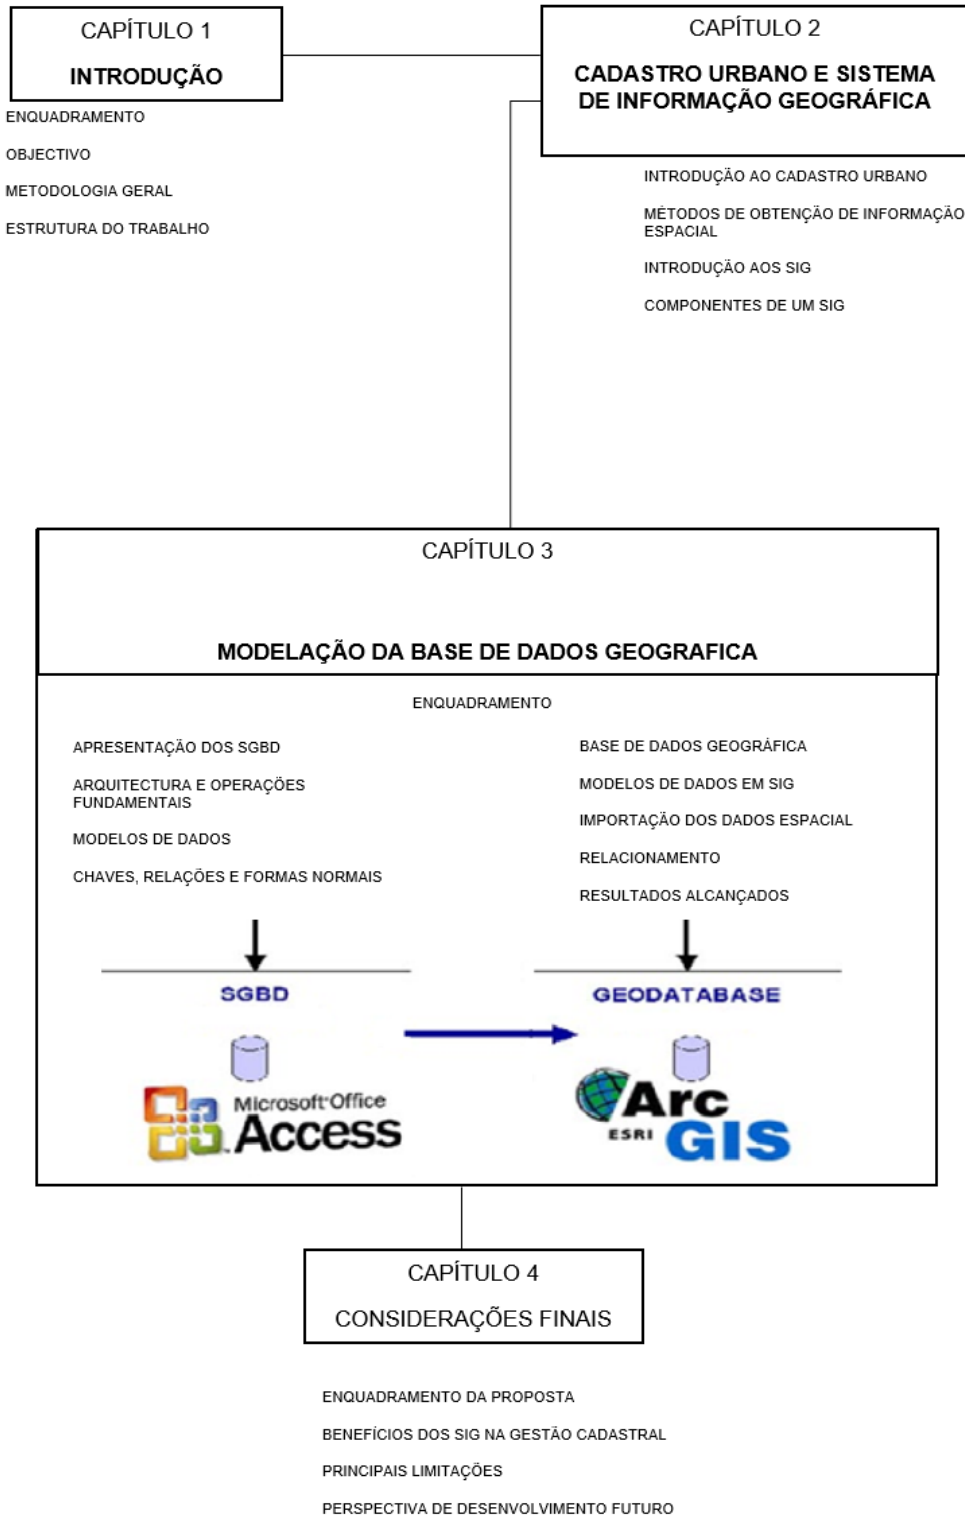 CAPÍTULO 1
INTRODUÇÃO
ENQUADRAMENTO
OBJECTIVO
METODOLOGIA GERAL
ESTRUTURA DO TRABALHO
CAPÍTULO 2
CADASTRO URBANO E SISTEMA
DE INFORMAÇÃO GEOGRÁFICA
INTRODUÇÃO AO CADASTRO URBANO
MÉTODOS DE OBTENÇÃO DE INFORMAÇÃO
ESPACIAL
INTRODUÇÃO AOS SIG
COMPONENTES DE UM SIG
CAPÍTULO 3
MODELAÇÃO DA BASE DE DADOS GEOGRAFICA
ENQUADRAMENTO
APRESENTAÇÃO DOS SGBD
ARQUITECTURA E OPERAÇÕES
FUNDAMENTAIS
MODELOS DE DADOS
CHAVES, RELAÇÕES E FORMAS NORMAIS
SGBD
Microsoft Office
Access
BASE DE DADOS GEOGRÁFICA
MODELOS DE DADOS EM SIG
IMPORTAÇÃO DOS DADOS ESPACIAL
RELACIONAMENTO
RESULTADOS ALCANÇADOS
GEODATABASE
Arc
ESRI GIS
CAPÍTULO 4
CONSIDERAÇÕES FINAIS
ENQUADRAMENTO DA PROPOSTA
BENEFÍCIOS DOS SIG NA GESTÃO CADASTRAL
PRINCIPAIS LIMITAÇÕES
PERSPECTIVA DE DESENVOLVIMENTO FUTURO